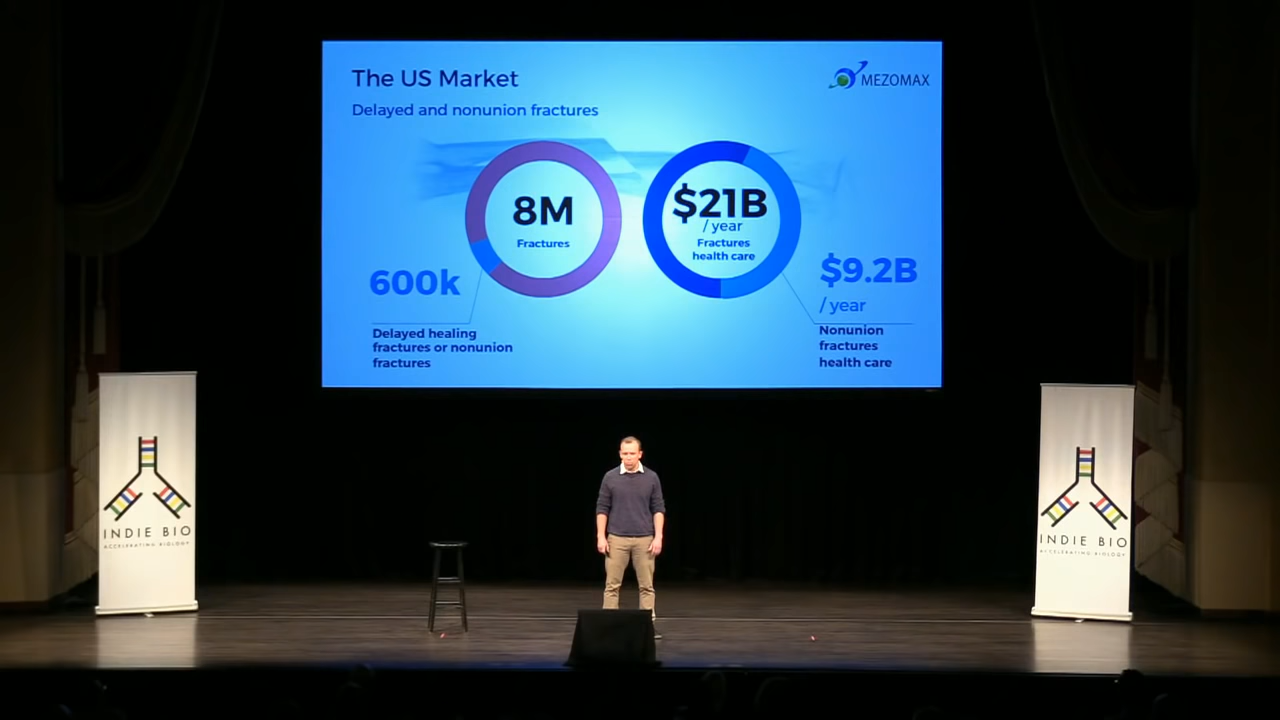 The US Market
MEZOMAX
Delayed and nonunion fractures
8M
Fractures
600k
Delayed healing
fractures or nonunion
fractures
$21B
/ year
Fractures
health care
$9.2B
/ year
Nonunion
fractures
health care
INDIE BIO
ACCELERATING BIOLOGY
INDIE BIO
ACCELERATING BIOLOGY